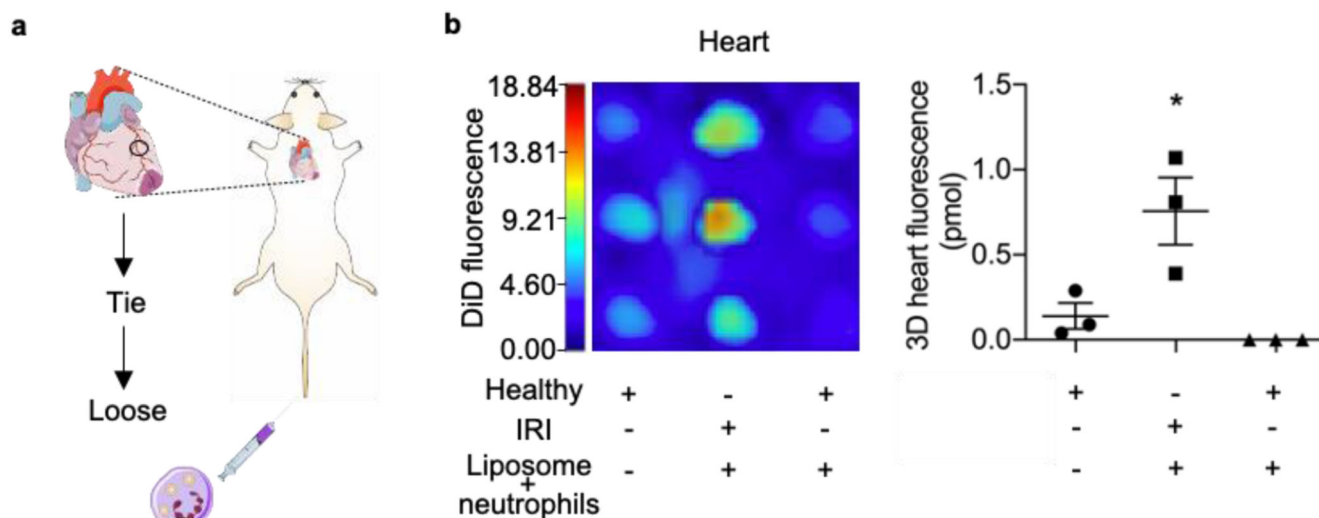 a
Tie
Loose
b
Heart
DiD fluorescence
18.84
13.81
9.21
4.60
0.00
Healthy + - +
IRI - + -
Liposome - + +
+
neutrophils
3D heart fluorescence
(pmol)
1.5
1.0
0.5
0.0
*
+ - +
- + -
- + +